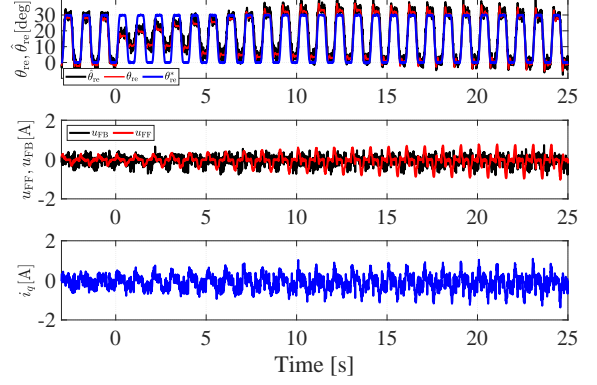 θre, θ̂re[deg]
30
20
10
0
θ̂re θre θ*re
0 5 10 15 20 25
uFF, uFB[A]
2
0
-2
uFB uFF
0 5 10 15 20 25
iq[A]
2
0
-2
0 5 10 15 20 25
Time [s]